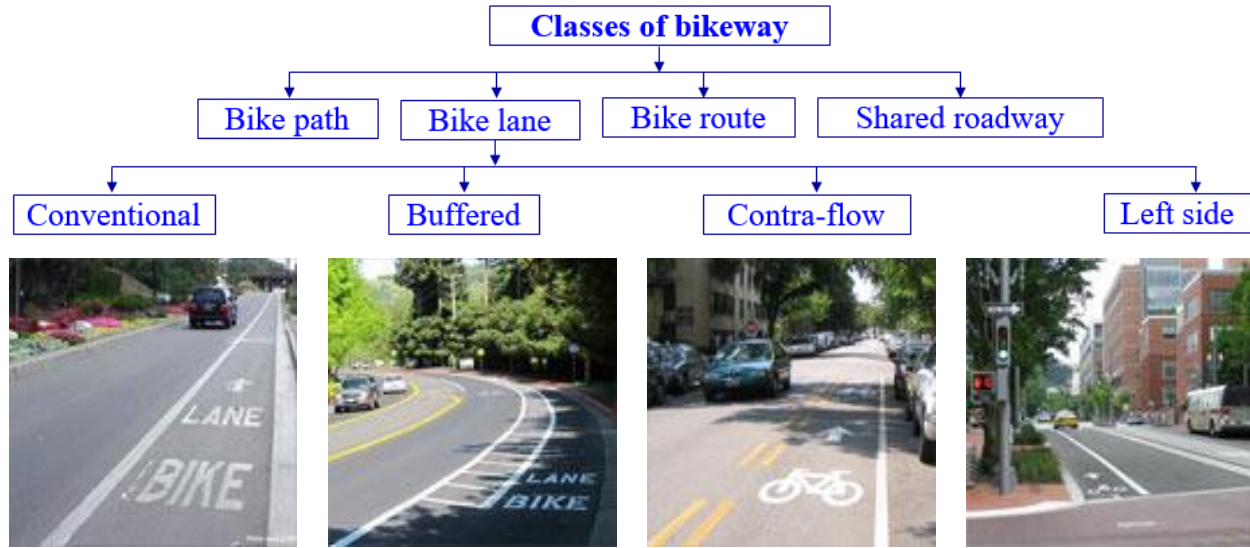 Classes of bikeway
Bike path
Bike lane
Bike route
Shared roadway
Conventional
Buffered
Contra-flow
Left side
LANE
BIKE
LANE
BIKE